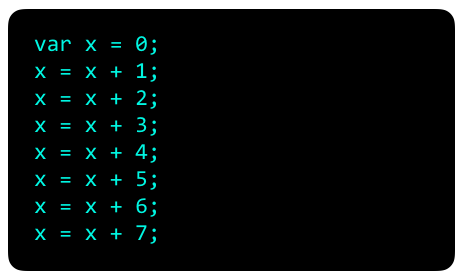 var x = 0;
x = x + 1;
x = x + 2;
x = x + 3;
x = x + 4;
x = x + 5;
x = x + 6;
x = x + 7;